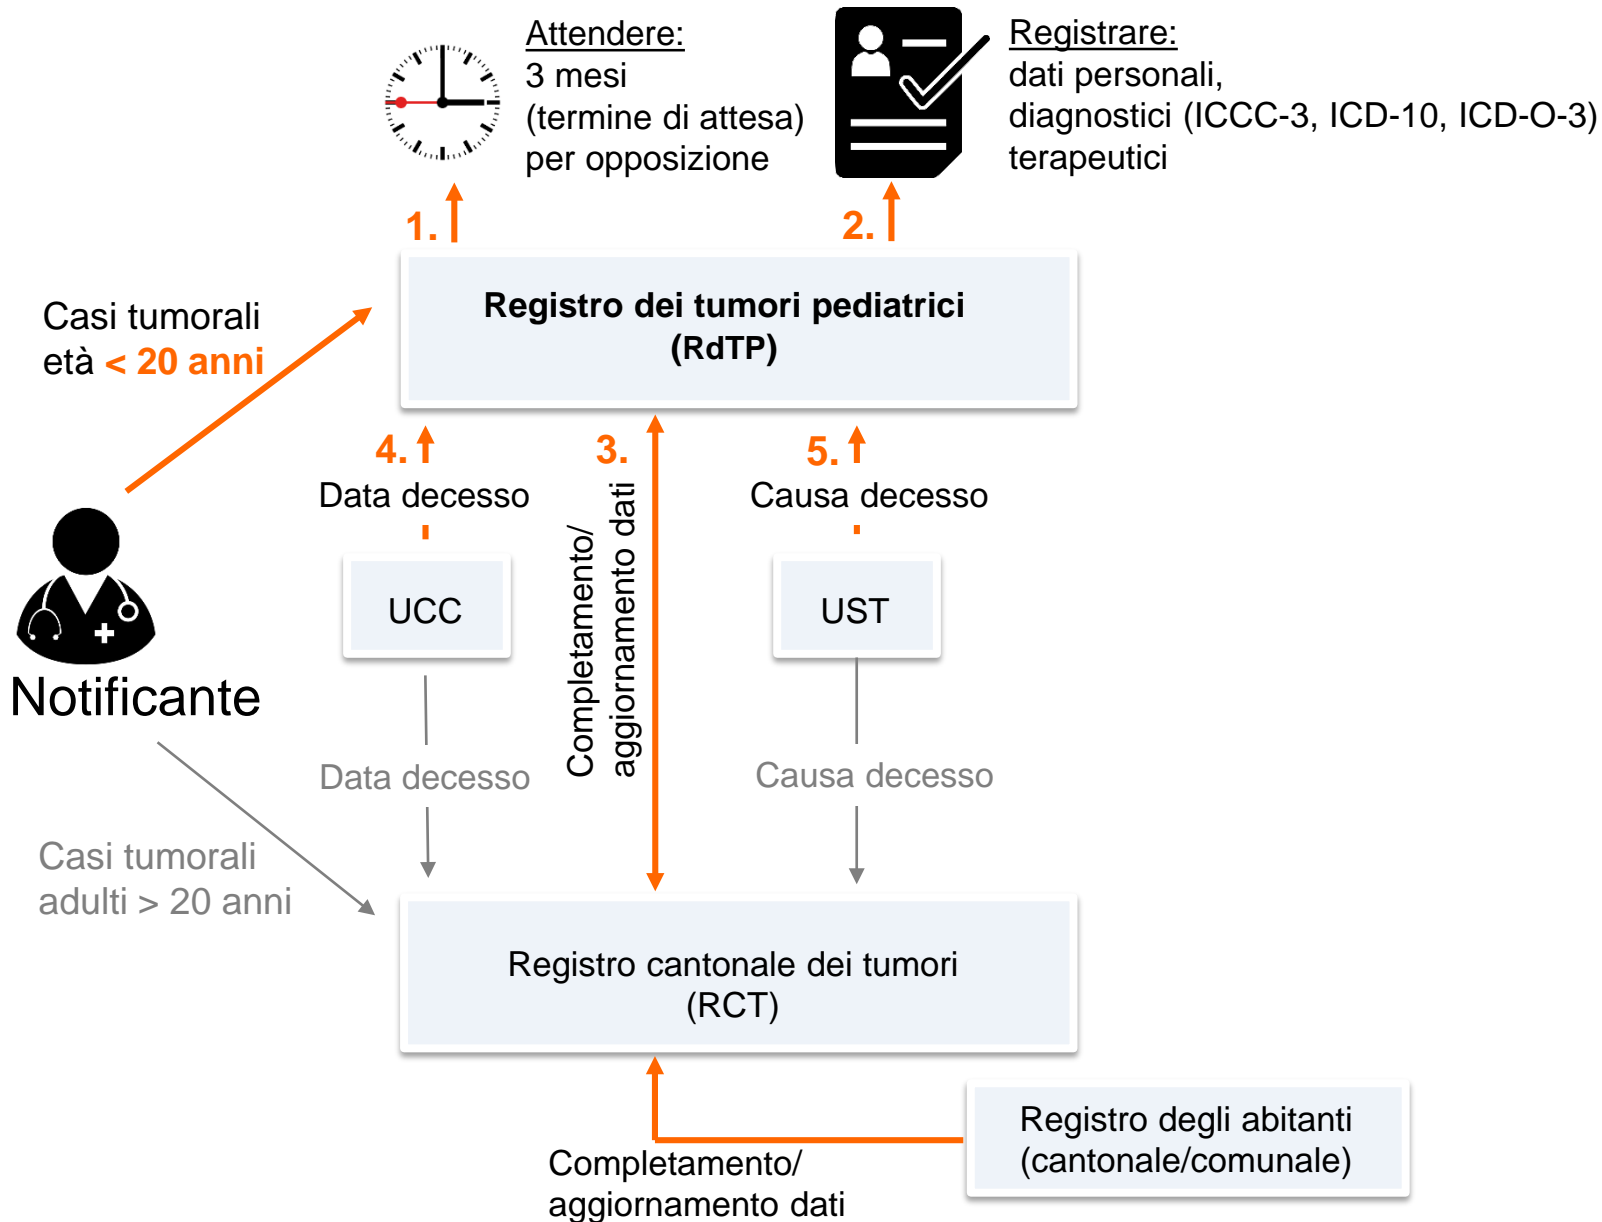 Attendere:
3 mesi
(termine di attesa)
per opposizione
Registrare:
dati personali,
diagnostici (ICCC-3, ICD-10, ICD-O-3)
terapeutici
1.
2.
Casi tumorali
età < 20 anni
Registro dei tumori pediatrici
(RdTP)
4.
3.
5.
Data decesso
Completamento/
aggiornamento dati
Causa decesso
UCC
UST
Notificante
Data decesso
Causa decesso
Casi tumorali
adulti > 20 anni
Registro cantonale dei tumori
(RCT)
Registro degli abitanti
(cantonale/comunale)
Completamento/
aggiornamento dati